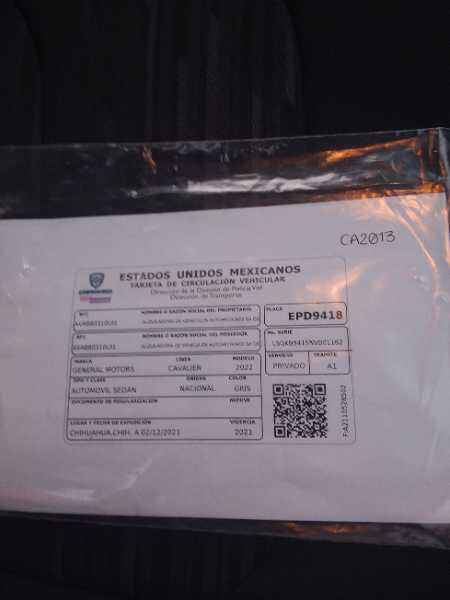 CA2013
ESTADOS UNIDOS MEXICANOS
TARJETA DE CIRCULACIÓN VEHICULAR
Dirección de la División de Policía Vial
Dirección de Transporte
NOMBRE O RAZÓN SOCIAL DEL PROPIETARIO
PLACA
EPD9418
NOMBRE O RAZÓN SOCIAL DEL POSEEDOR
No. SERIE
MARCA LÍNEA MODELO
GENERAL MOTORS CAVALIER 2022
SERVICIO TRÁMITE
PRIVADO A1
TIPO Y CLASE ORIGEN COLOR
AUTOMOVIL SEDAN NACIONAL GRIS
DOCUMENTO DE REGULARIZACIÓN
LUGAR Y FECHA DE EXPEDICIÓN VIGENCIA
CHIHUAHUA,CHIH. A 02/12/2021 2021